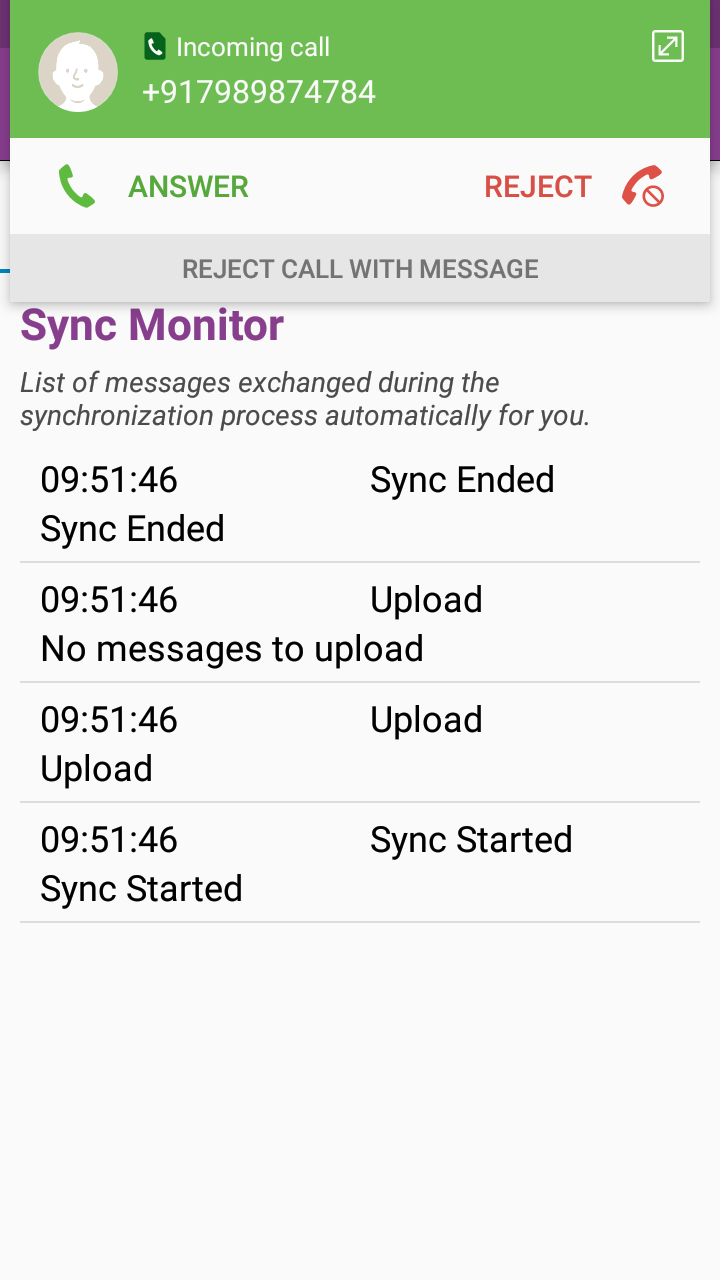 Incoming call
+917989874784
ANSWER
REJECT
REJECT CALL WITH MESSAGE
Sync Monitor
List of messages exchanged during the
synchronization process automatically for you.
09:51:46 Sync Ended
Sync Ended
09:51:46 Upload
No messages to upload
09:51:46 Upload
Upload
09:51:46 Sync Started
Sync Started